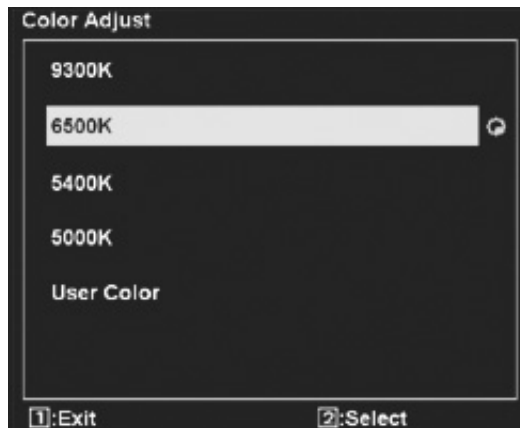 Color Adjust
9300K
6500K
5400K
5000K
User Color
1:Exit 2:Select